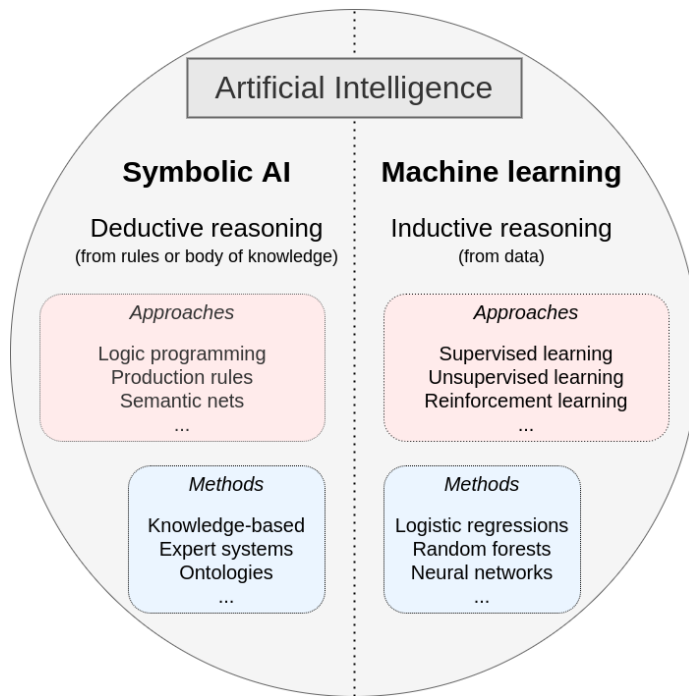 Artificial Intelligence
Symbolic AI
Deductive reasoning
(from rules or body of knowledge)
Approaches
Logic programming
Production rules
Semantic nets
...
Methods
Knowledge-based
Expert systems
Ontologies
...
Machine learning
Inductive reasoning
(from data)
Approaches
Supervised learning
Unsupervised learning
Reinforcement learning
...
Methods
Logistic regressions
Random forests
Neural networks
...